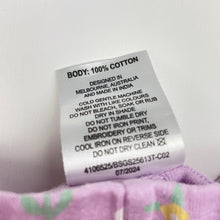 BODY: 100% COTTON
DESIGNED IN
MELBOURNE, AUSTRALIA
AND MADE IN INDIA
COLD GENTLE MACHINE
WASH WITH LIKE COLOURS
DO NOT BLEACH, SOAK OR RUB
DRY IN SHADE
DO NOT TUMBLE DRY
DO NOT IRON PRINT,
EMBROIDERY OR TRIMS
COOL IRON ON REVERSE SIDE
DO NOT DRY CLEAN
4106525/BSGS25613T-C02
07/2024